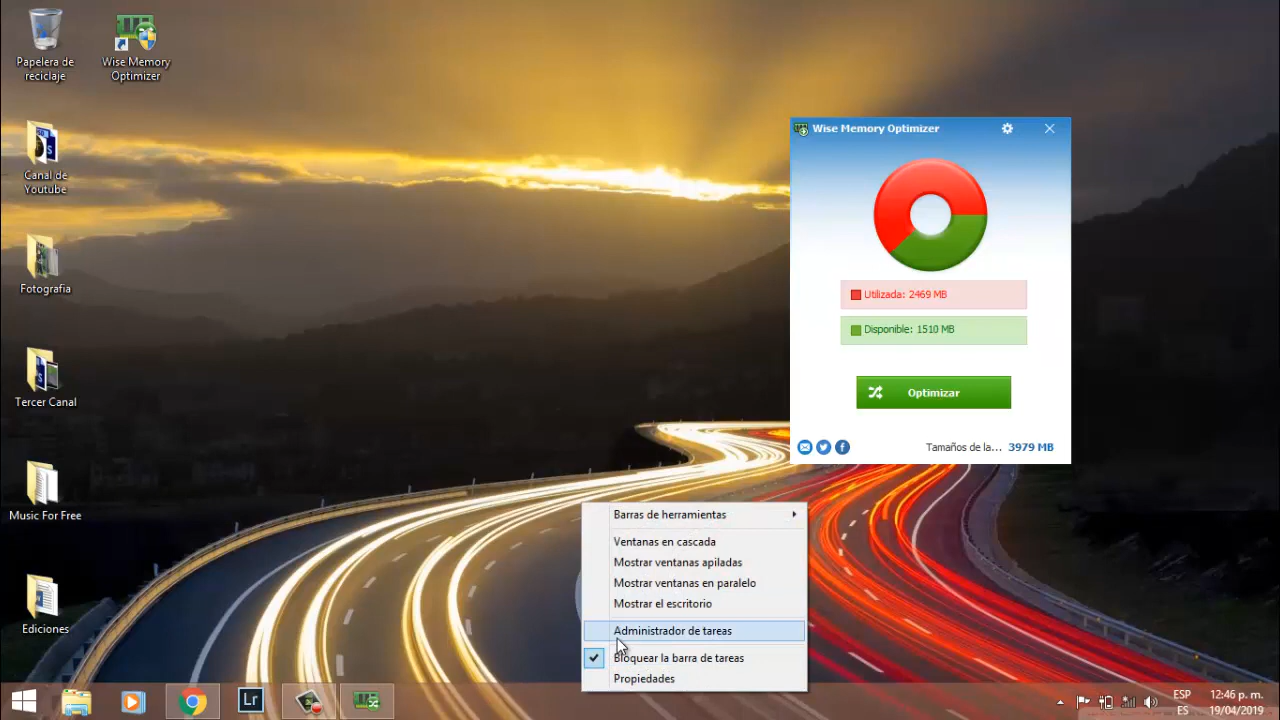 Papelera de
reciclaje
Wise Memory
Optimizer
Canal de
Youtube
Fotografia
Tercer Canal
Music For Free
Ediciones
Wise Memory Optimizer
Utilizada: 2469 MB
Disponible: 1510 MB
Optimizar
Tamaños de la... 3979 MB
Barras de herramientas
Ventanas en cascada
Mostrar ventanas apiladas
Mostrar ventanas en paralelo
Mostrar el escritorio
Administrador de tareas
Bloquear la barra de tareas
Propiedades
Lr
ESP
ES
12:46 p. m.
19/04/2019